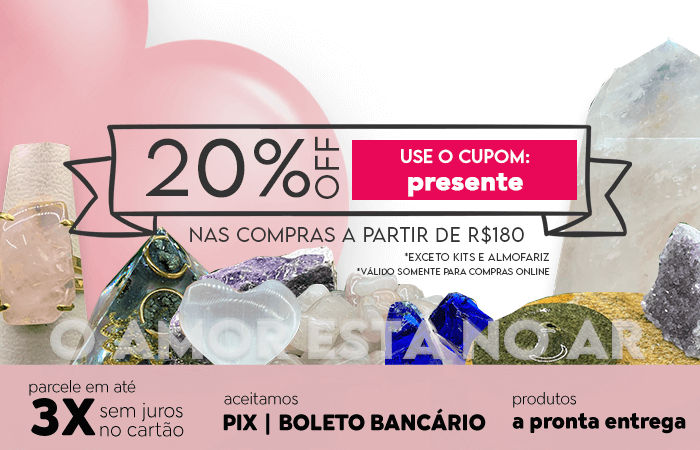 20% OFF
USE O CUPOM:
presente
NAS COMPRAS A PARTIR DE R$180
*EXCETO KITS E ALMOFARIZ
*VÁLIDO SOMENTE PARA COMPRAS ONLINE
O AMOR ESTA NO AR
parcele em até
3X sem juros
no cartão
aceitamos
PIX | BOLETO BANCÁRIO
produtos
a pronta entrega